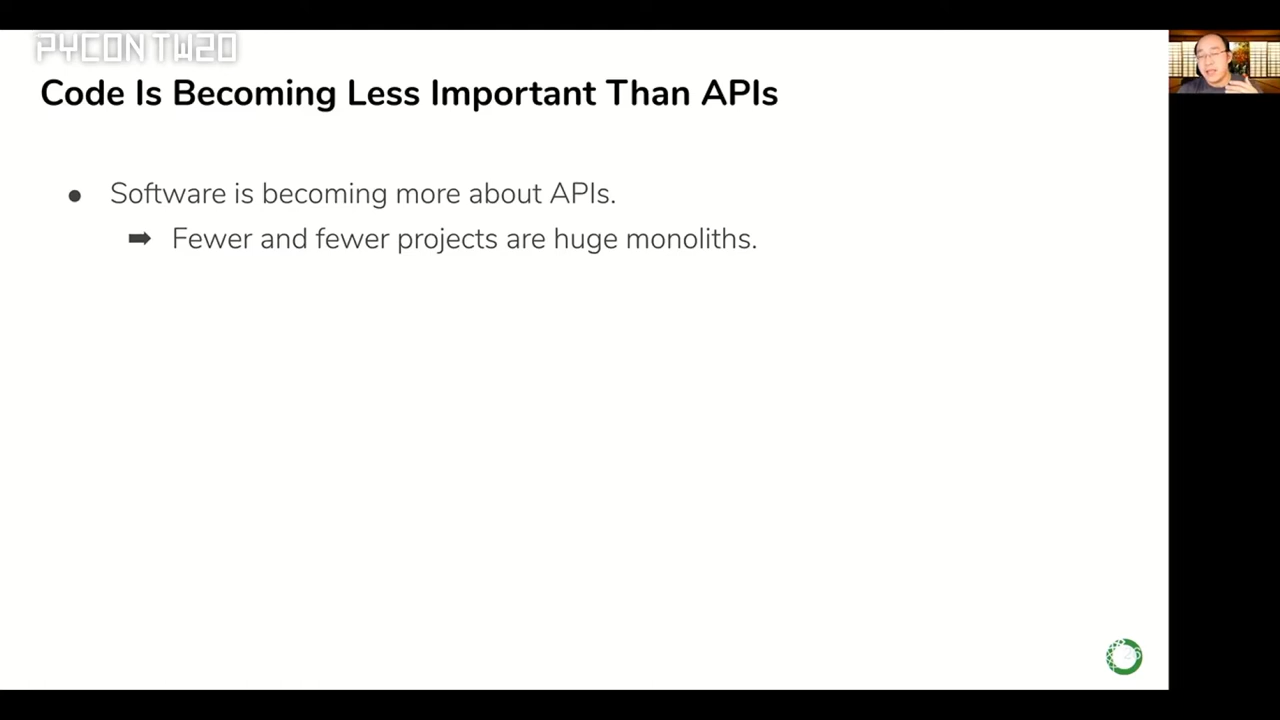 PYCON TW20
Code Is Becoming Less Important Than APIs
● Software is becoming more about APIs.
➡ Fewer and fewer projects are huge monoliths.
26